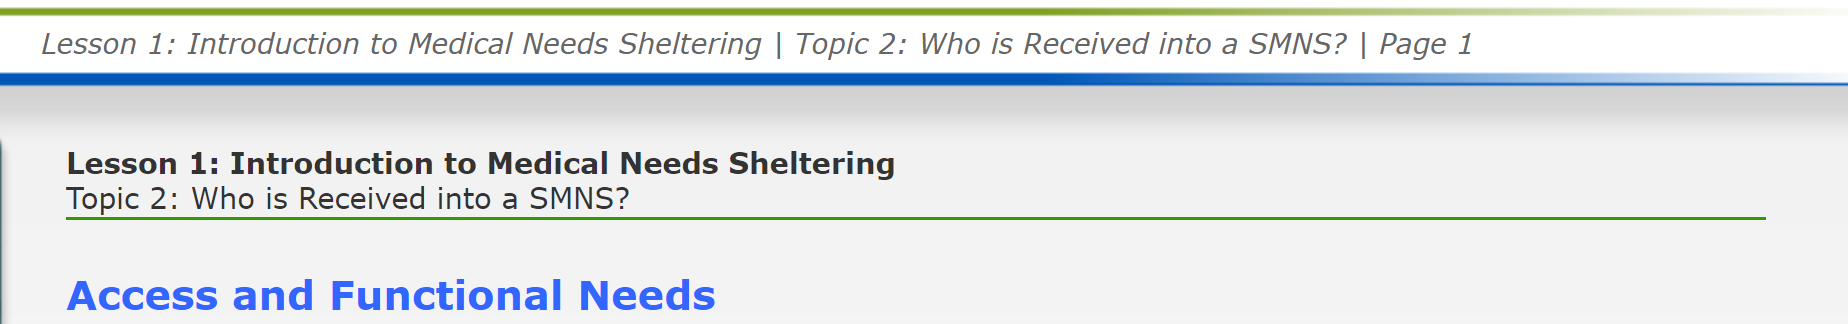 Lesson 1: Introduction to Medical Needs Sheltering | Topic 2: Who is Received into a SMNS? | Page 1
Lesson 1: Introduction to Medical Needs Sheltering
Topic 2: Who is Received into a SMNS?
Access and Functional Needs